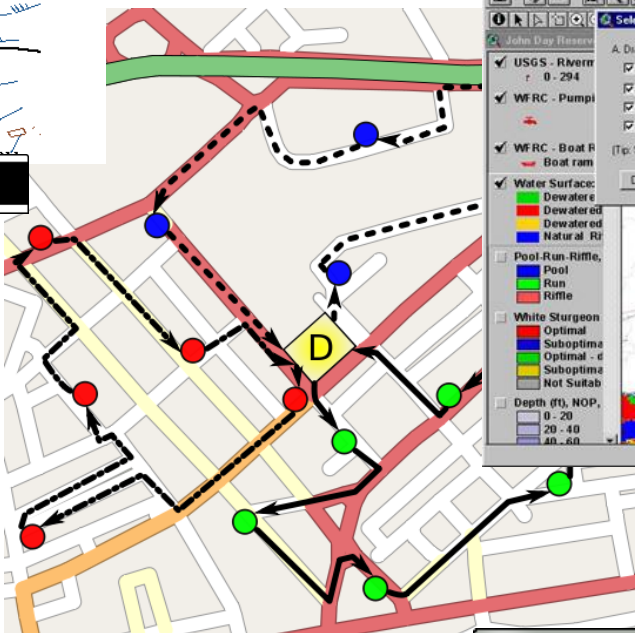 D
Sele
John Day Reserv
A. Di
USGS - Riverm
0 - 294
WFRC - Pumpi
(Tip:
WFRC - Boat R
Boat ram
Water Surface:
Dewatere
Dewatered
Dewatered
Natural Ri
Pool-Run-Riffle,
Pool
Run
Riffle
White Sturgeon
Optimal
Suboptima
Optimal - d
Suboptima
Not Suitab
Depth (ft), NOP,
0 - 20
20 - 40
40 - 60